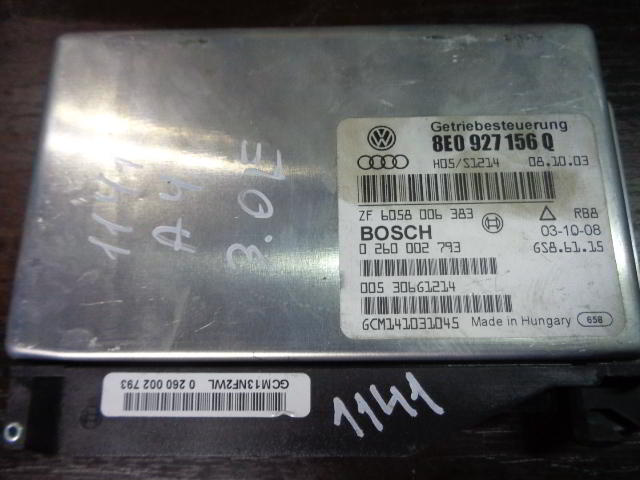 Getriebesteuerung
8E0 927 156 Q
H05/S1214 08.10.03
ZF 6058 006 383 RB8
BOSCH 03-10-08
0 260 002 793 GS8.61.15
005 306G1214
GCM141031045 Made in Hungary 658
1141
A4
3.0E
GCM13NF2WL 0 260 002 793
1141